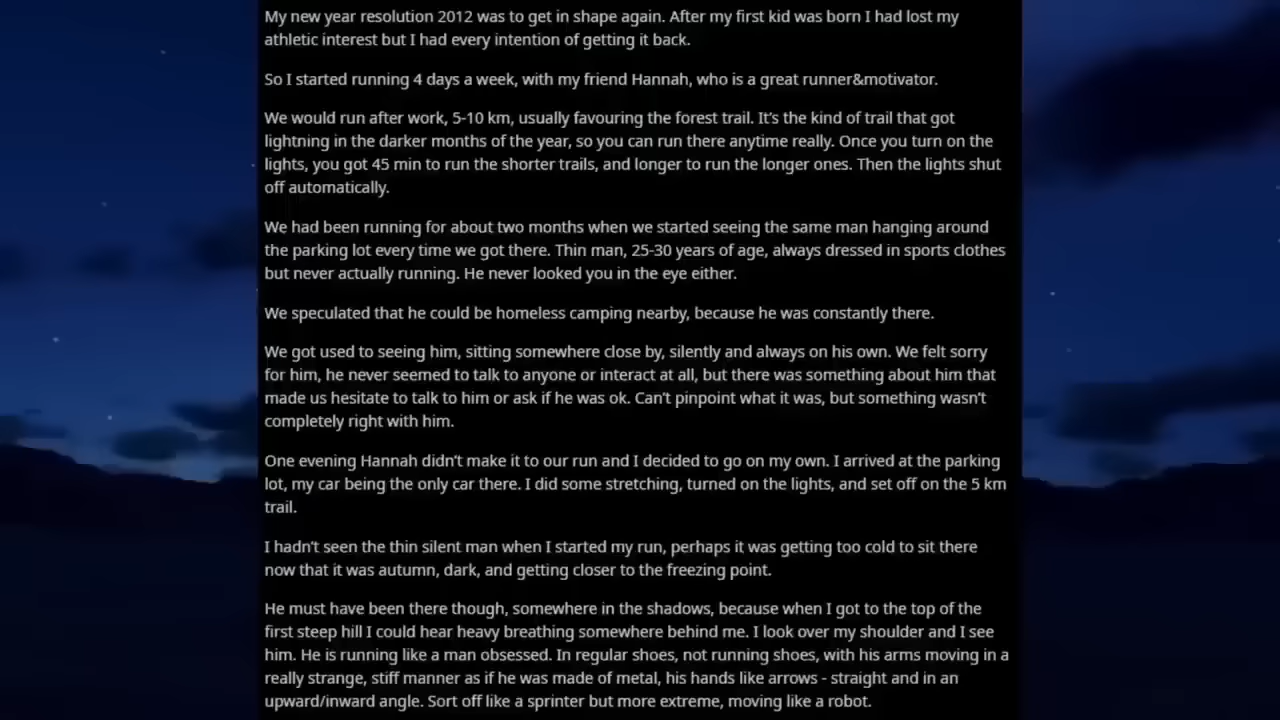 My new year resolution 2012 was to get in shape again. After my first kid was born I had lost my
athletic interest but I had every intention of getting it back.
So I started running 4 days a week, with my friend Hannah, who is a great runner&motivator.
We would run after work, 5-10 km, usually favouring the forest trail. It’s the kind of trail that got
lightning in the darker months of the year, so you can run there anytime really. Once you turn on the
lights, you got 45 min to run the shorter trails, and longer to run the longer ones. Then the lights shut
off automatically.
We had been running for about two months when we started seeing the same man hanging around
the parking lot every time we got there. Thin man, 25-30 years of age, always dressed in sports clothes
but never actually running. He never looked you in the eye either.
We speculated that he could be homeless camping nearby, because he was constantly there.
We got used to seeing him, sitting somewhere close by, silently and always on his own. We felt sorry
for him, he never seemed to talk to anyone or interact at all, but there was something about him that
made us hesitate to talk to him or ask if he was ok. Can’t pinpoint what it was, but something wasn’t
completely right with him.
One evening Hannah didn’t make it to our run and I decided to go on my own. I arrived at the parking
lot, my car being the only car there. I did some stretching, turned on the lights, and set off on the 5 km
trail.
I hadn’t seen the thin silent man when I started my run, perhaps it was getting too cold to sit there
now that it was autumn, dark, and getting closer to the freezing point.
He must have been there though, somewhere in the shadows, because when I got to the top of the
first steep hill I could hear heavy breathing somewhere behind me. I look over my shoulder and I see
him. He is running like a man obsessed. In regular shoes, not running shoes, with his arms moving in a
really strange, stiff manner as if he was made of metal, his hands like arrows - straight and in an
upward/inward angle. Sort off like a sprinter but more extreme, moving like a robot.